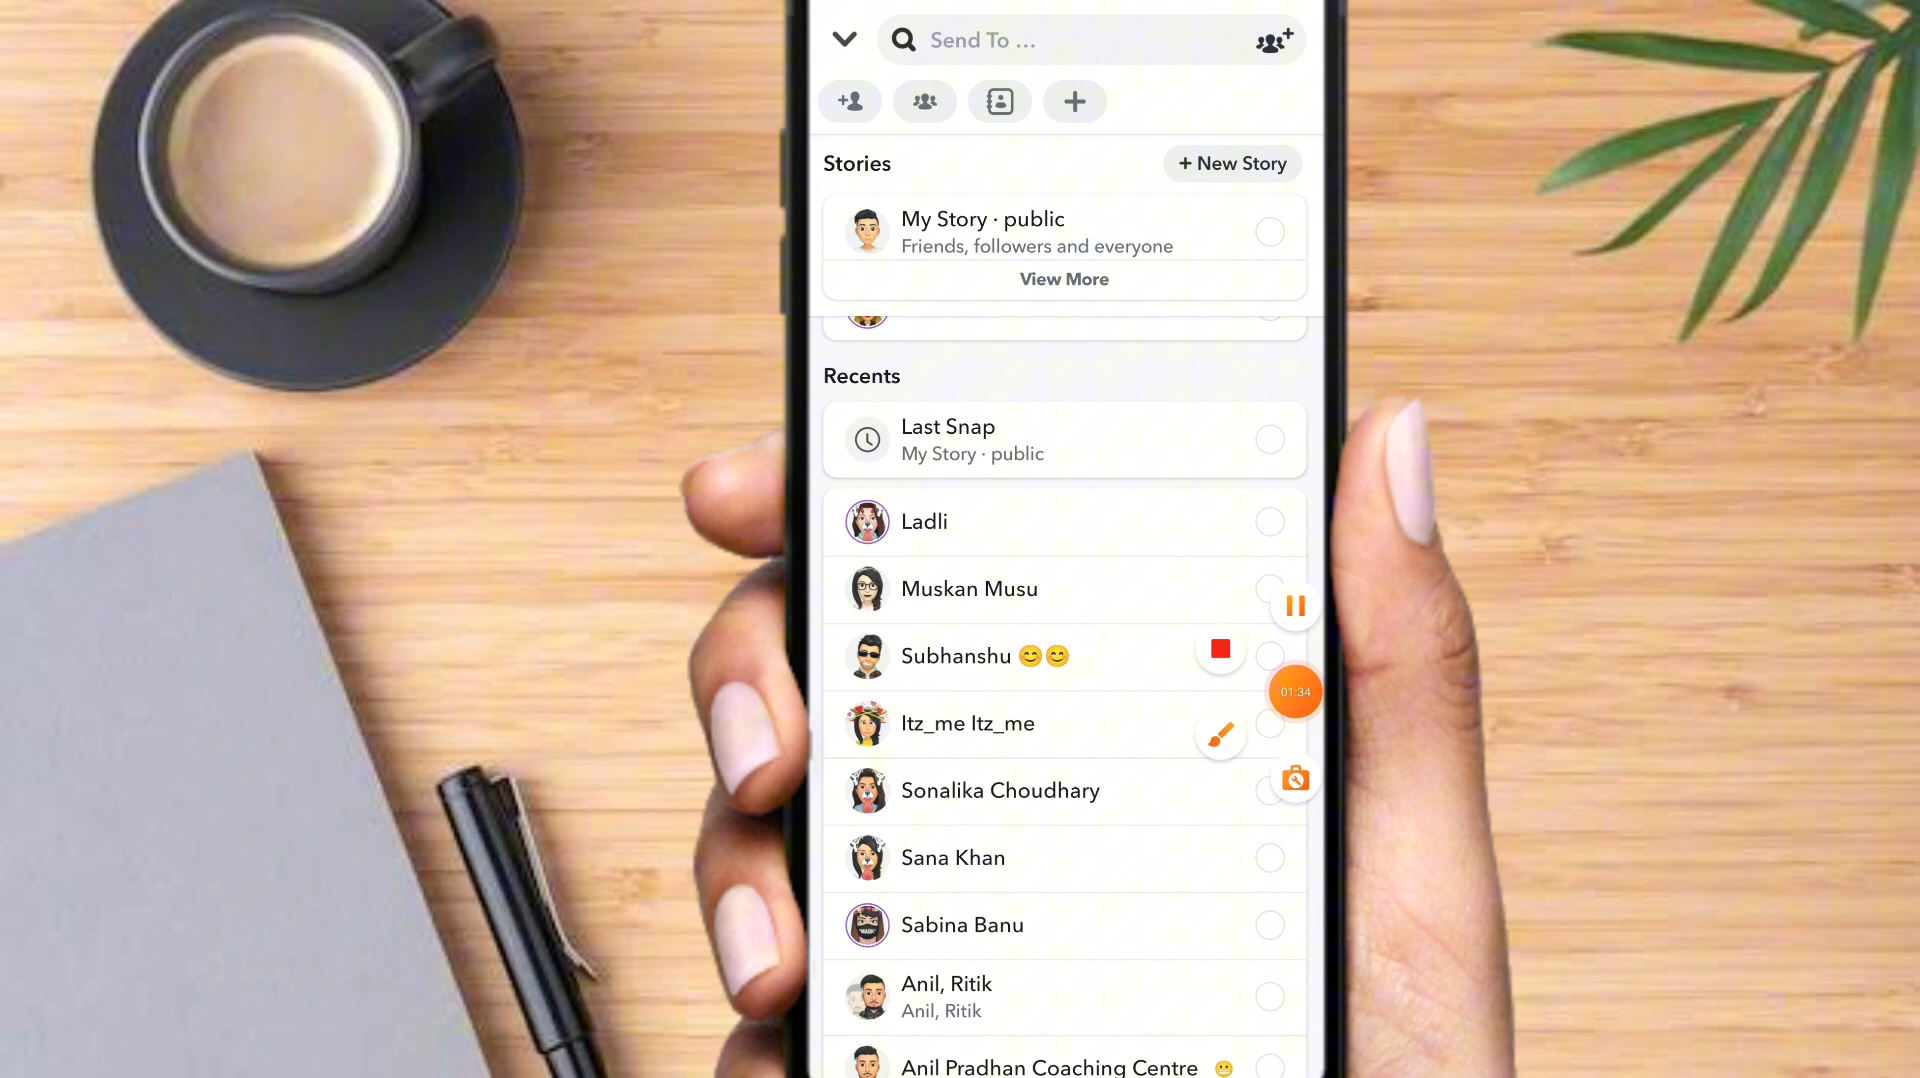 Send To ...
Stories
+ New Story
My Story · public
Friends, followers and everyone
View More
Recents
Last Snap
My Story · public
Ladli
Muskan Musu
Subhanshu 😊😊
01:34
Itz_me Itz_me
Sonalika Choudhary
Sana Khan
Sabina Banu
Anil, Ritik
Anil, Ritik
Anil Pradhan Coaching Centre 😬